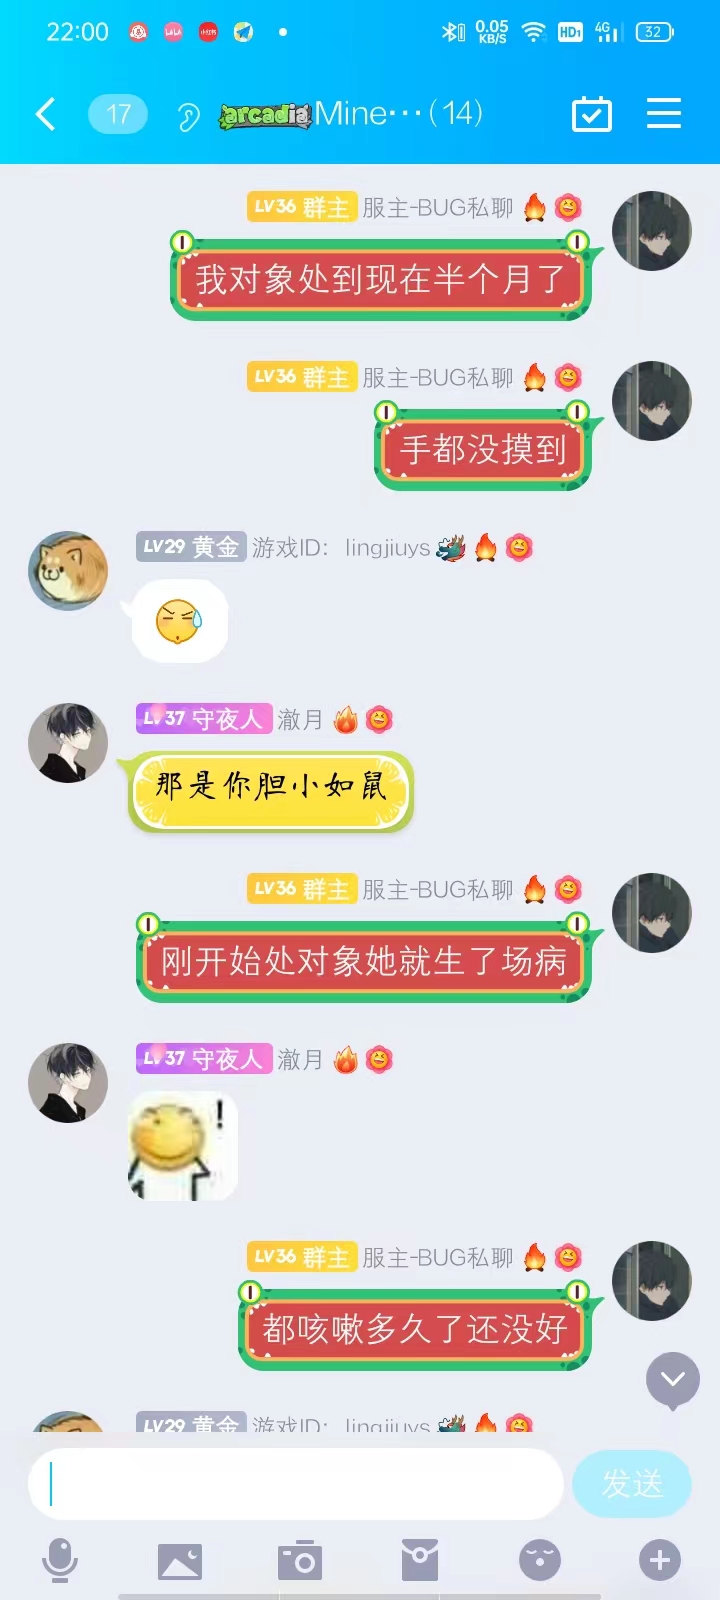 22:00 0.05 KB/S HD1 4G 32
17 arcadia Mine…(14)
LV36 群主 服主-BUG私聊
我对象处到现在半个月了
LV36 群主 服主-BUG私聊
手都没摸到
LV29 黄金 游戏ID：lingjiuys
LV37 守夜人 澈月
那是你胆小如鼠
LV36 群主 服主-BUG私聊
刚开始处对象她就生了场病
LV37 守夜人 澈月
!
LV36 群主 服主-BUG私聊
都咳嗽多久了还没好
LV29 黄金 游戏ID：lingjiuys
发送